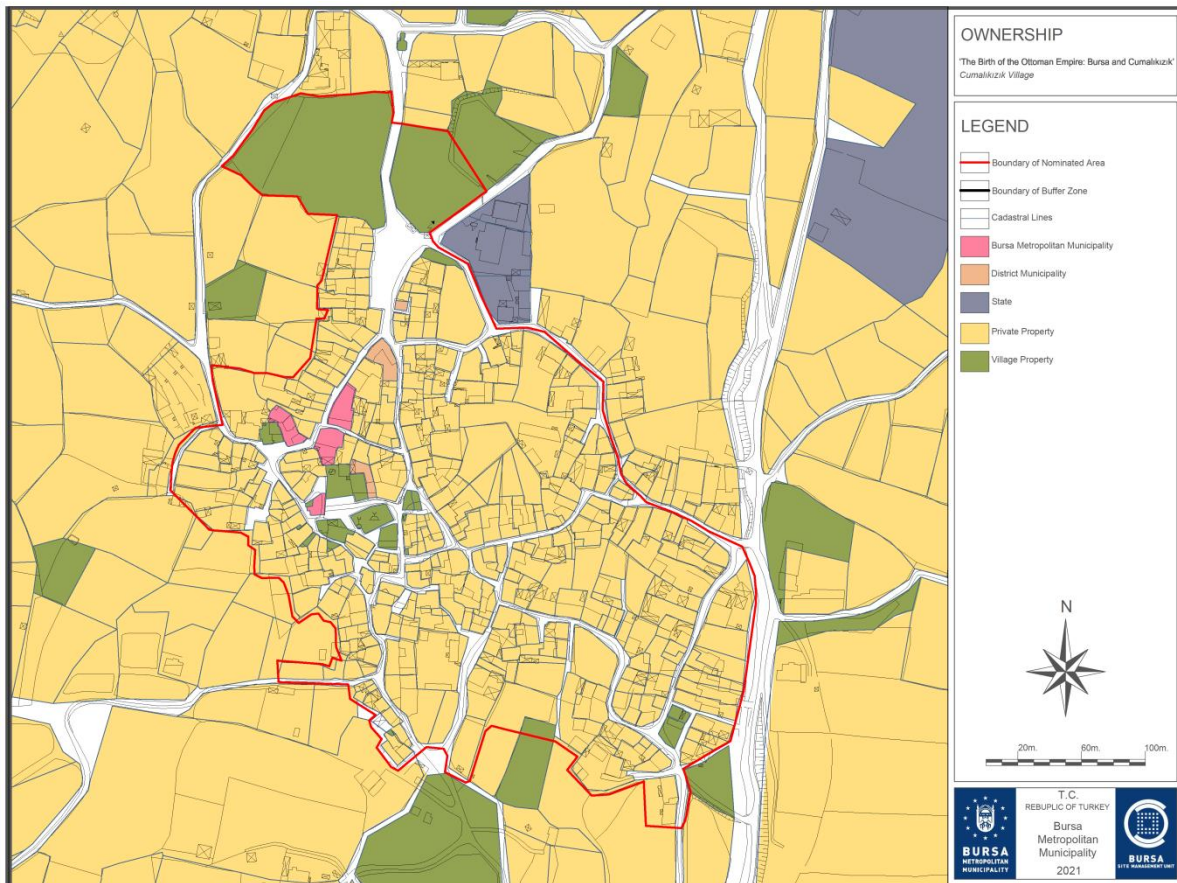 OWNERSHIP
'The Birth of the Ottoman Empire: Bursa and Cumalıkızık'
Cumalıkızık Village
LEGEND
Boundary of Nominated Area
Boundary of Buffer Zone
Cadastral Lines
Bursa Metropolitan Municipality
District Municipality
State
Private Property
Village Property
N
20m. 60m. 100m.
T.C.
REBUPLIC OF TURKEY
Bursa
Metropolitan
Municipality
2021
BURSA
METROPOLITAN
MUNICIPALITY
BURSA
SITE MANAGEMENT UNIT